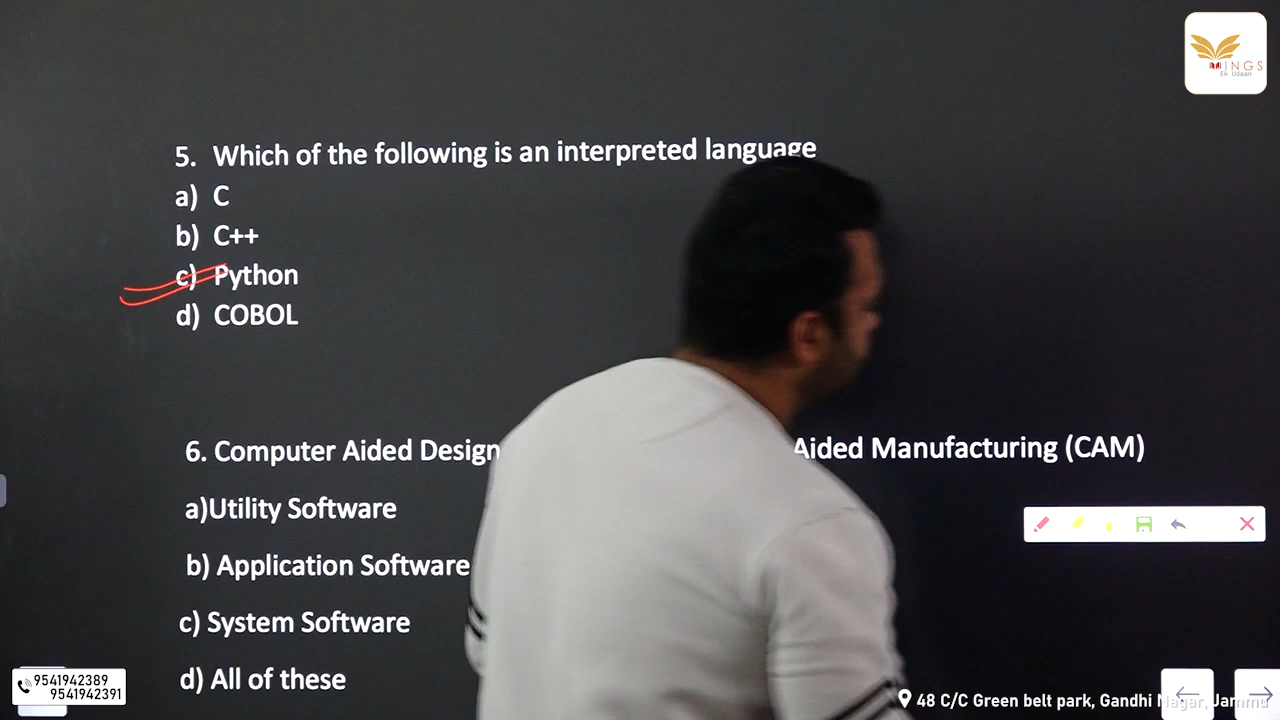 INGS
Ek Udaan
5. Which of the following is an interpreted language
a) C
b) C++
c) Python
d) COBOL
6. Computer Aided Design Aided Manufacturing (CAM)
a)Utility Software
b) Application Software
c) System Software
d) All of these
9541942389
9541942391
48 C/C Green belt park, Gandhi Nagar, Jammu